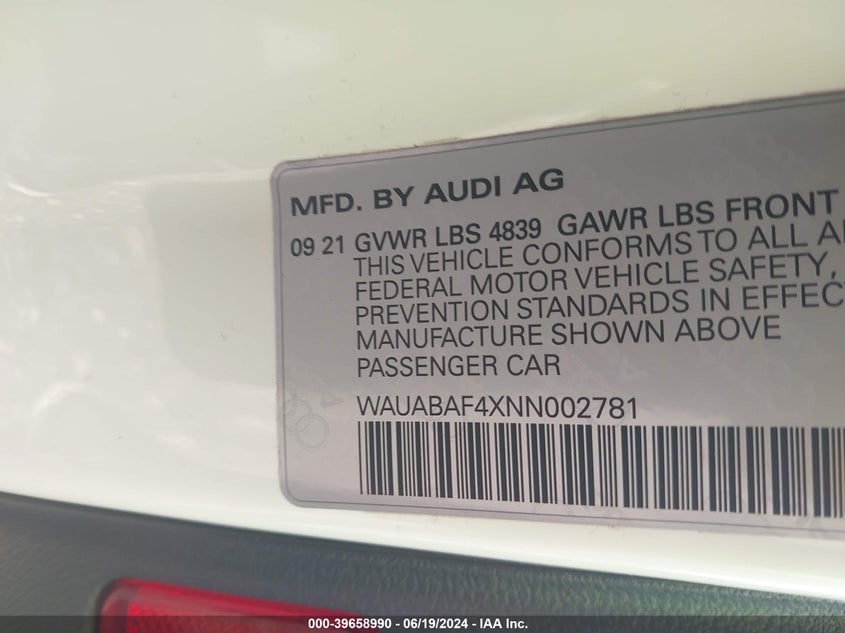 MFD. BY AUDI AG
09 21 GVWR LBS 4839 GAWR LBS FRONT
THIS VEHICLE CONFORMS TO ALL
FEDERAL MOTOR VEHICLE SAFETY,
PREVENTION STANDARDS IN EFFEC
MANUFACTURE SHOWN ABOVE
PASSENGER CAR
WAUABAF4XNN002781
000-39658990 - 06/19/2024 - IAA Inc.